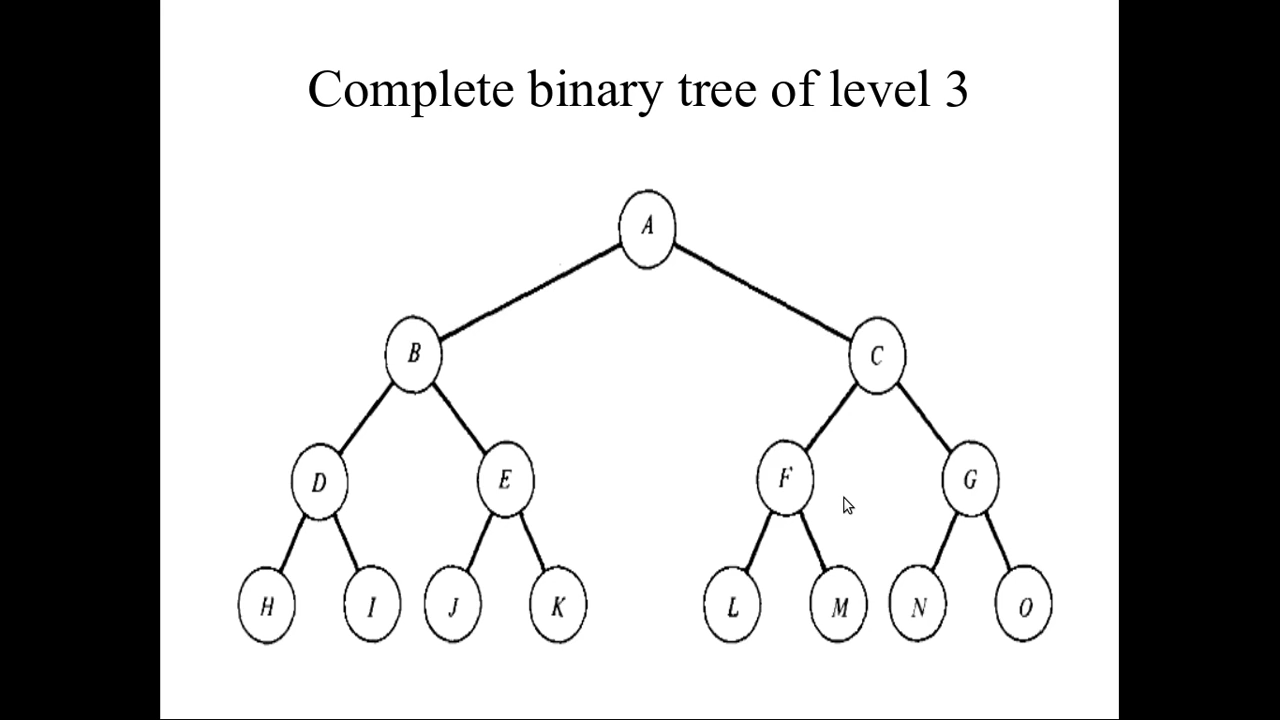 Complete binary tree of level 3
A
B C
D E F G
H I J K L M N O